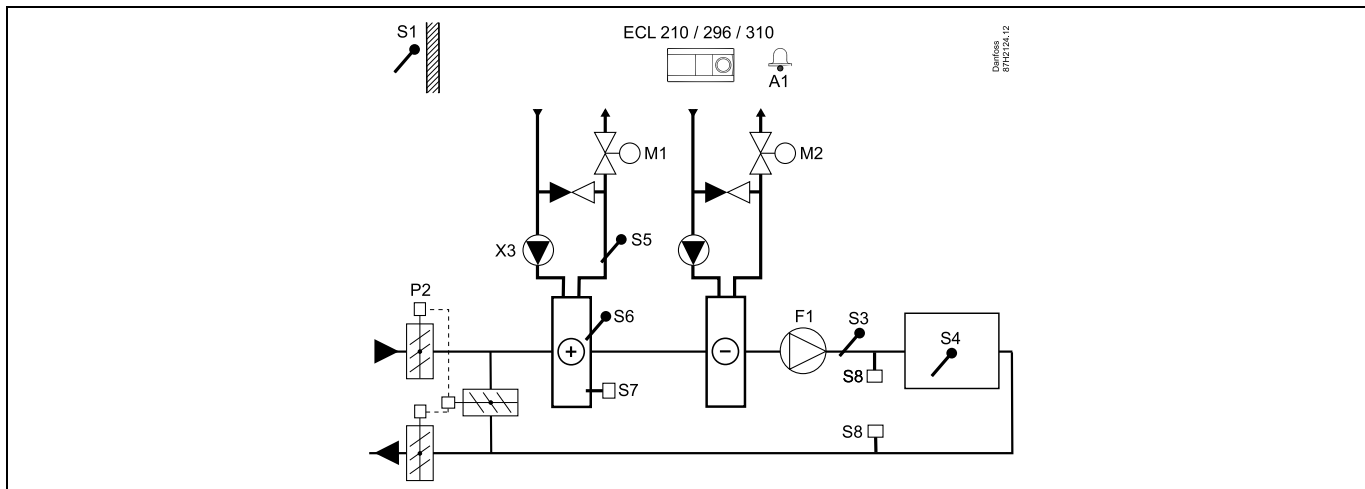 S1
ECL 210 / 296 / 310
A1
Danfoss
87H2124.12
M1
M2
X3
S5
P2
S6
F1
S3
S4
+
−
S8
S7
S8